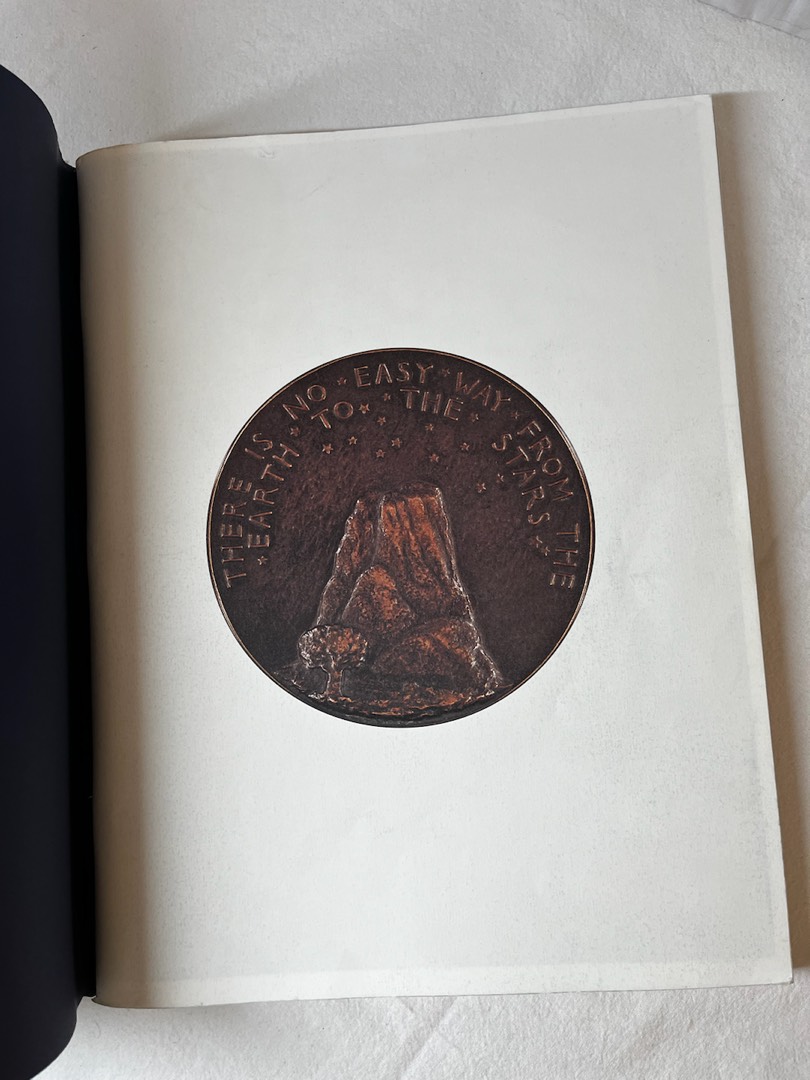 THERE IS NO * EASY * WAY * FROM THE
* EARTH * TO * THE * STARS *